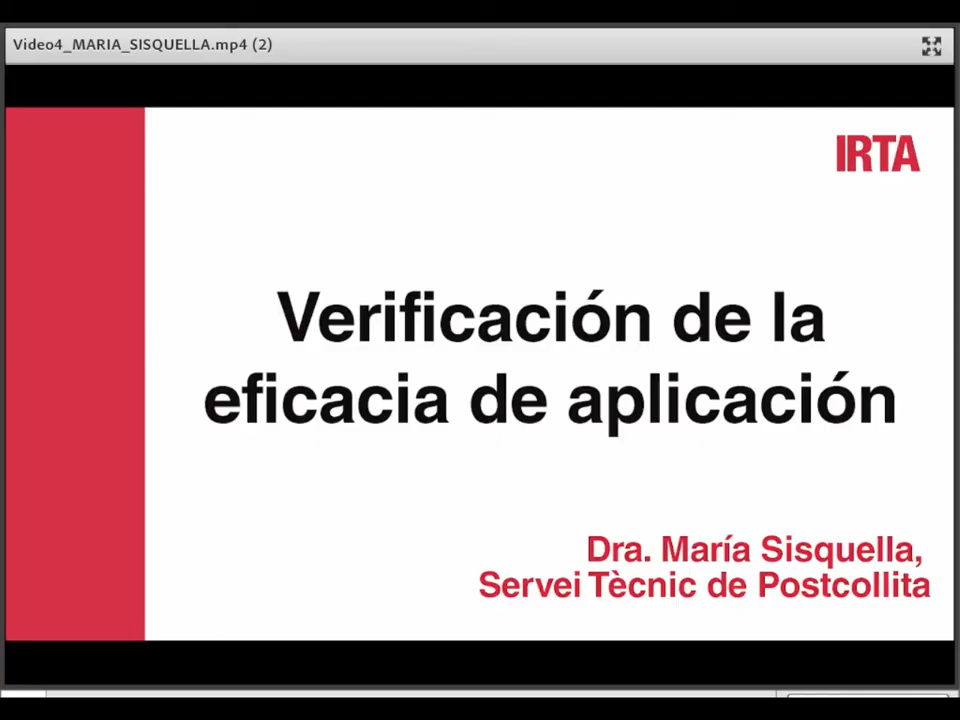 Video4_MARIA_SISQUELLA.mp4 (2)
IRTA
Verificación de la
eficacia de aplicación
Dra. María Sisquella,
Servei Tècnic de Postcollita